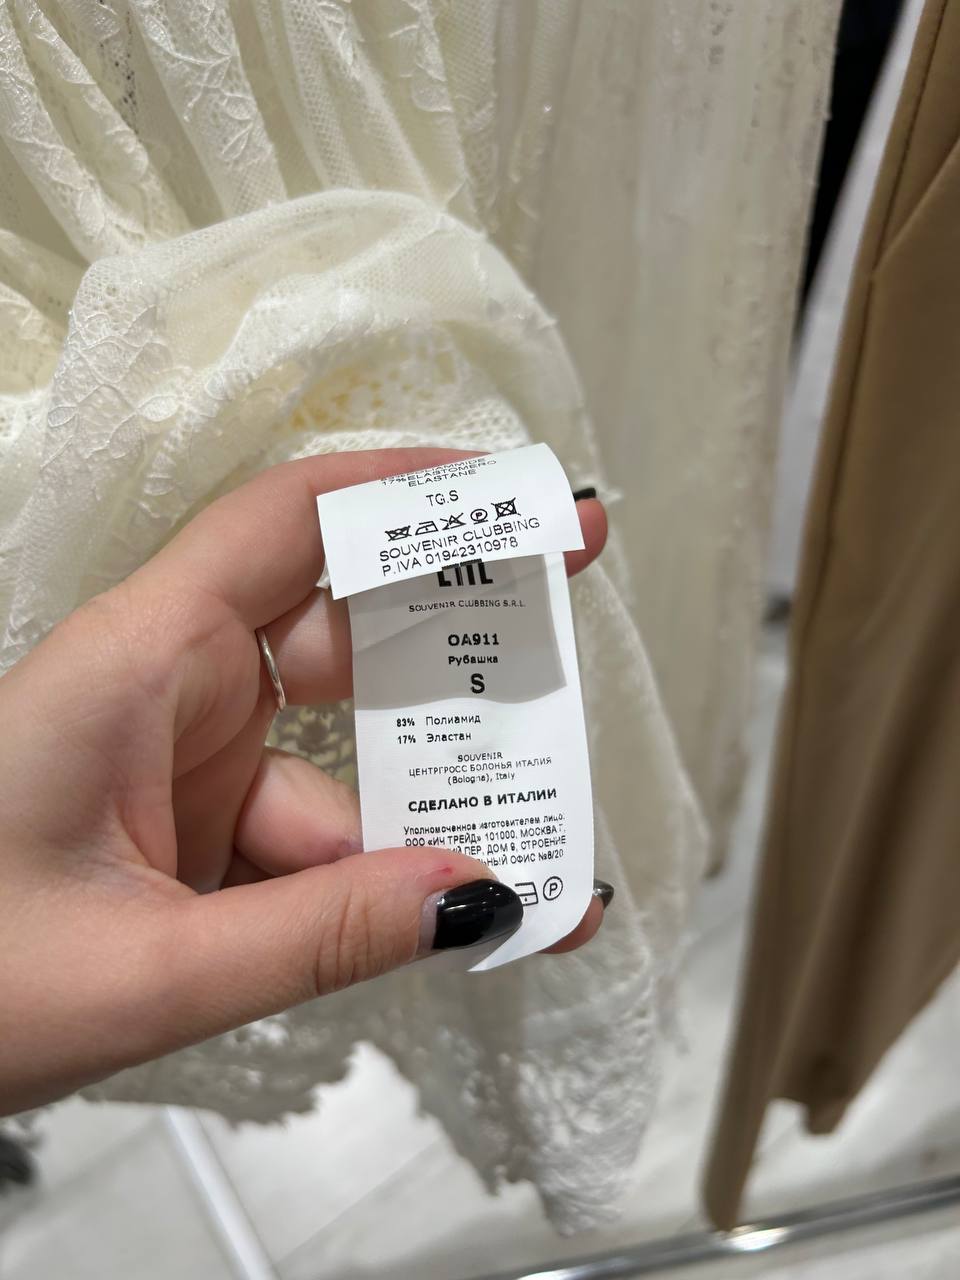 17%ELASTOMERO
ELASTANE
TG.S
SOUVENIR CLUBBING
P.IVA 01942310978
EAC
SOUVENIR CLUBBING S.R.L.
OA911
Рубашка
S
83% Полиамид
17% Эластан
SOUVENIR
ЦЕНТРГРОСС БОЛОНЬЯ ИТАЛИЯ
(Bologna), Italy
СДЕЛАНО В ИТАЛИИ
Уполномоченное изготовителем лицо:
ООО «ИЧ ТРЕЙД» 101000, МОСКВА Г,
ПЕР, ДОМ 9, СТРОЕНИЕ
ОФИС №8/20
P